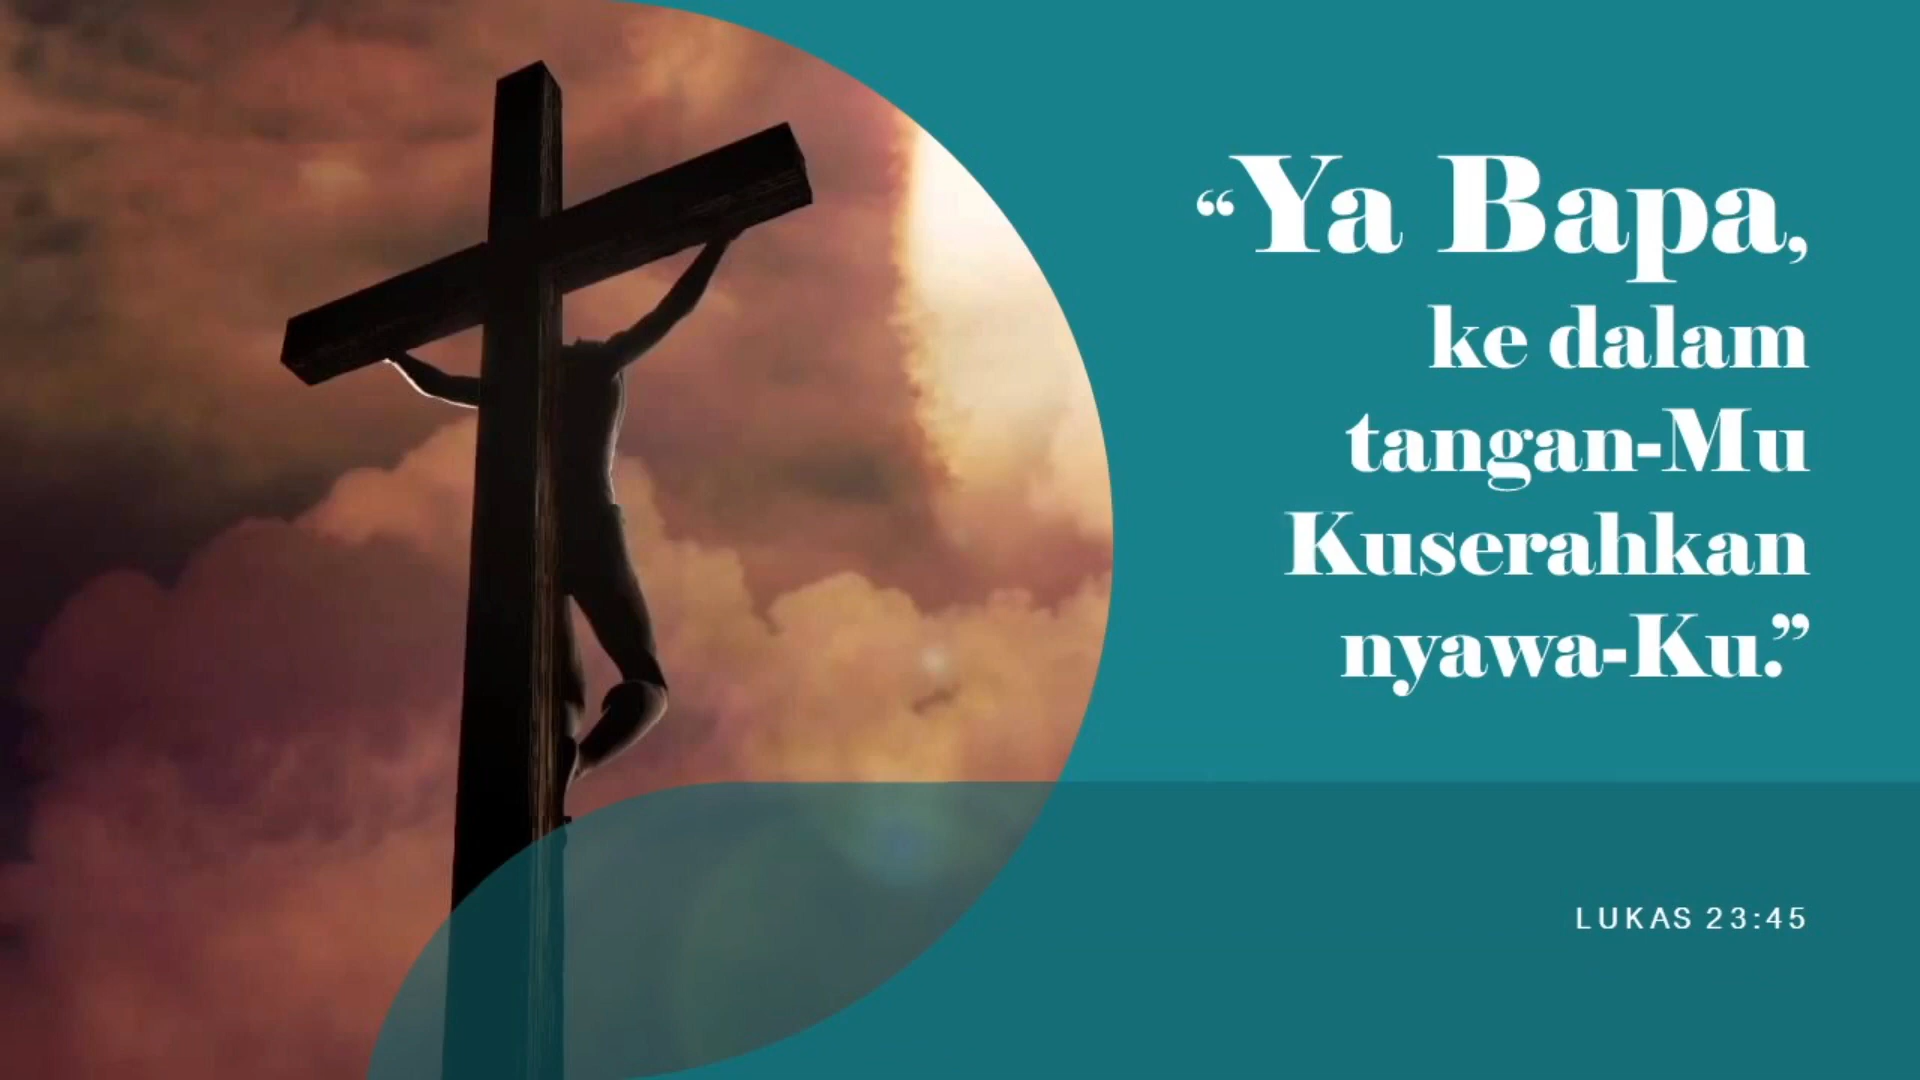 “Ya Bapa,
ke dalam
tangan-Mu
Kuserahkan
nyawa-Ku.”
LUKAS 23:45